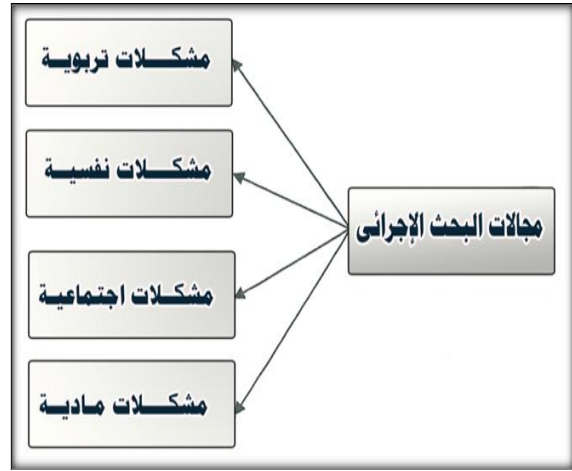 مجالات البحث الإجرائى
مشكلات تربوية
مشكلات نفسية
مشكلات اجتماعية
مشكلات مادية